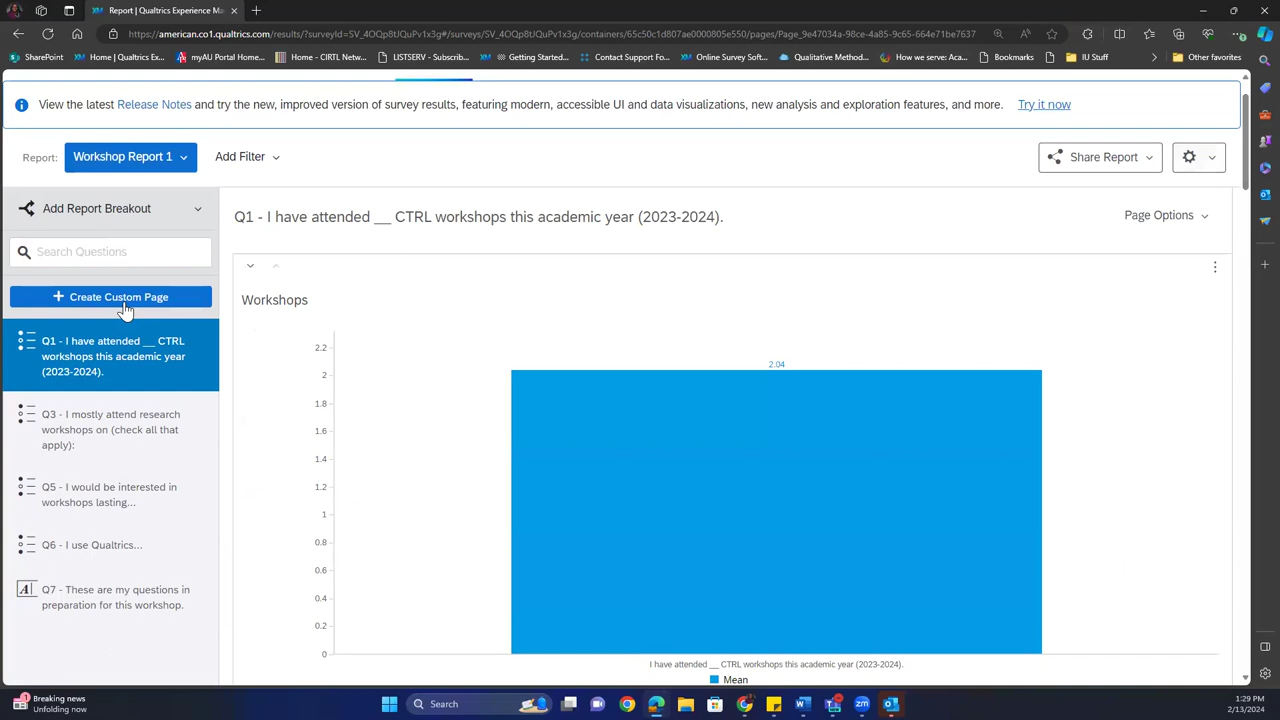 Report | Qualtrics Experience Ma
https://american.co1.qualtrics.com/results/?surveyId=SV_4OQp8tJQuPv1x3g#/surveys/SV_4OQp8tJQuPv1x3g/containers/65c50c1d807ae0000805e550/pages/Page_9e47034a-98ce-4a85-9c65-664e71be7637
SharePoint
Home | Qualtrics Ex...
myAU Portal Home...
Home - CIRTL Netw...
LISTSERV - Subscrib...
Qualitative Method...
Contact Support Fo...
Online Survey Soft...
Other favorites
View the latest Release Notes and try the new, improved version of survey results, featuring modern, accessible UI and data visualizations, new analysis and exploration features, and more. Try it now
Report: Workshop Report 1 Add Filter
Share Report
Add Report Breakout
Search Questions
+ Create Custom Page
Q1 - I have attended __ CTRL
workshops this academic year
(2023-2024).
Q3 - I mostly attend research
workshops on (check all that
apply):
Q5 - I would be interested in
workshops lasting...
Q6 - I use Qualtrics...
A Q7 - These are my questions in
preparation for this workshop.
Q1 - I have attended __ CTRL workshops this academic year (2023-2024).
Page Options
Workshops
2.04
2.2
2
1.8
1.6
1.4
1.2
1
0.8
0.6
0.4
0.2
0
I have attended __ CTRL workshops this academic year (2023-2024).
Mean
Breaking news
Unfolding now
Search
1:29 PM
2/13/2024